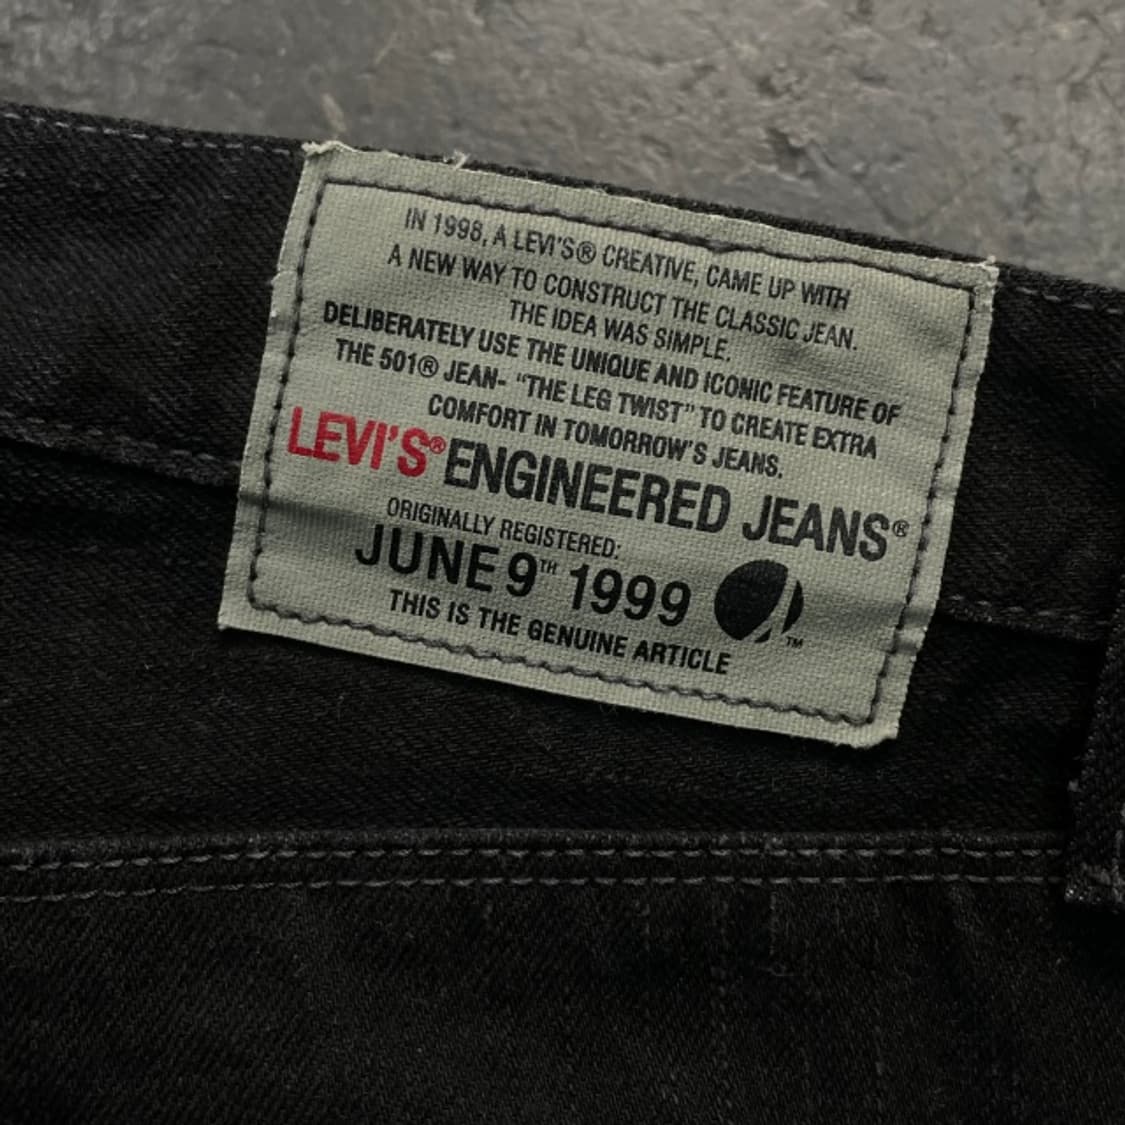 IN 1998, A LEVI'S® CREATIVE, CAME UP WITH
A NEW WAY TO CONSTRUCT THE CLASSIC JEAN.
THE IDEA WAS SIMPLE.
DELIBERATELY USE THE UNIQUE AND ICONIC FEATURE OF
THE 501® JEAN- "THE LEG TWIST" TO CREATE EXTRA
COMFORT IN TOMORROW'S JEANS.
LEVI'S® ENGINEERED JEANS®
ORIGINALLY REGISTERED:
JUNE 9TH 1999
THIS IS THE GENUINE ARTICLE
TM